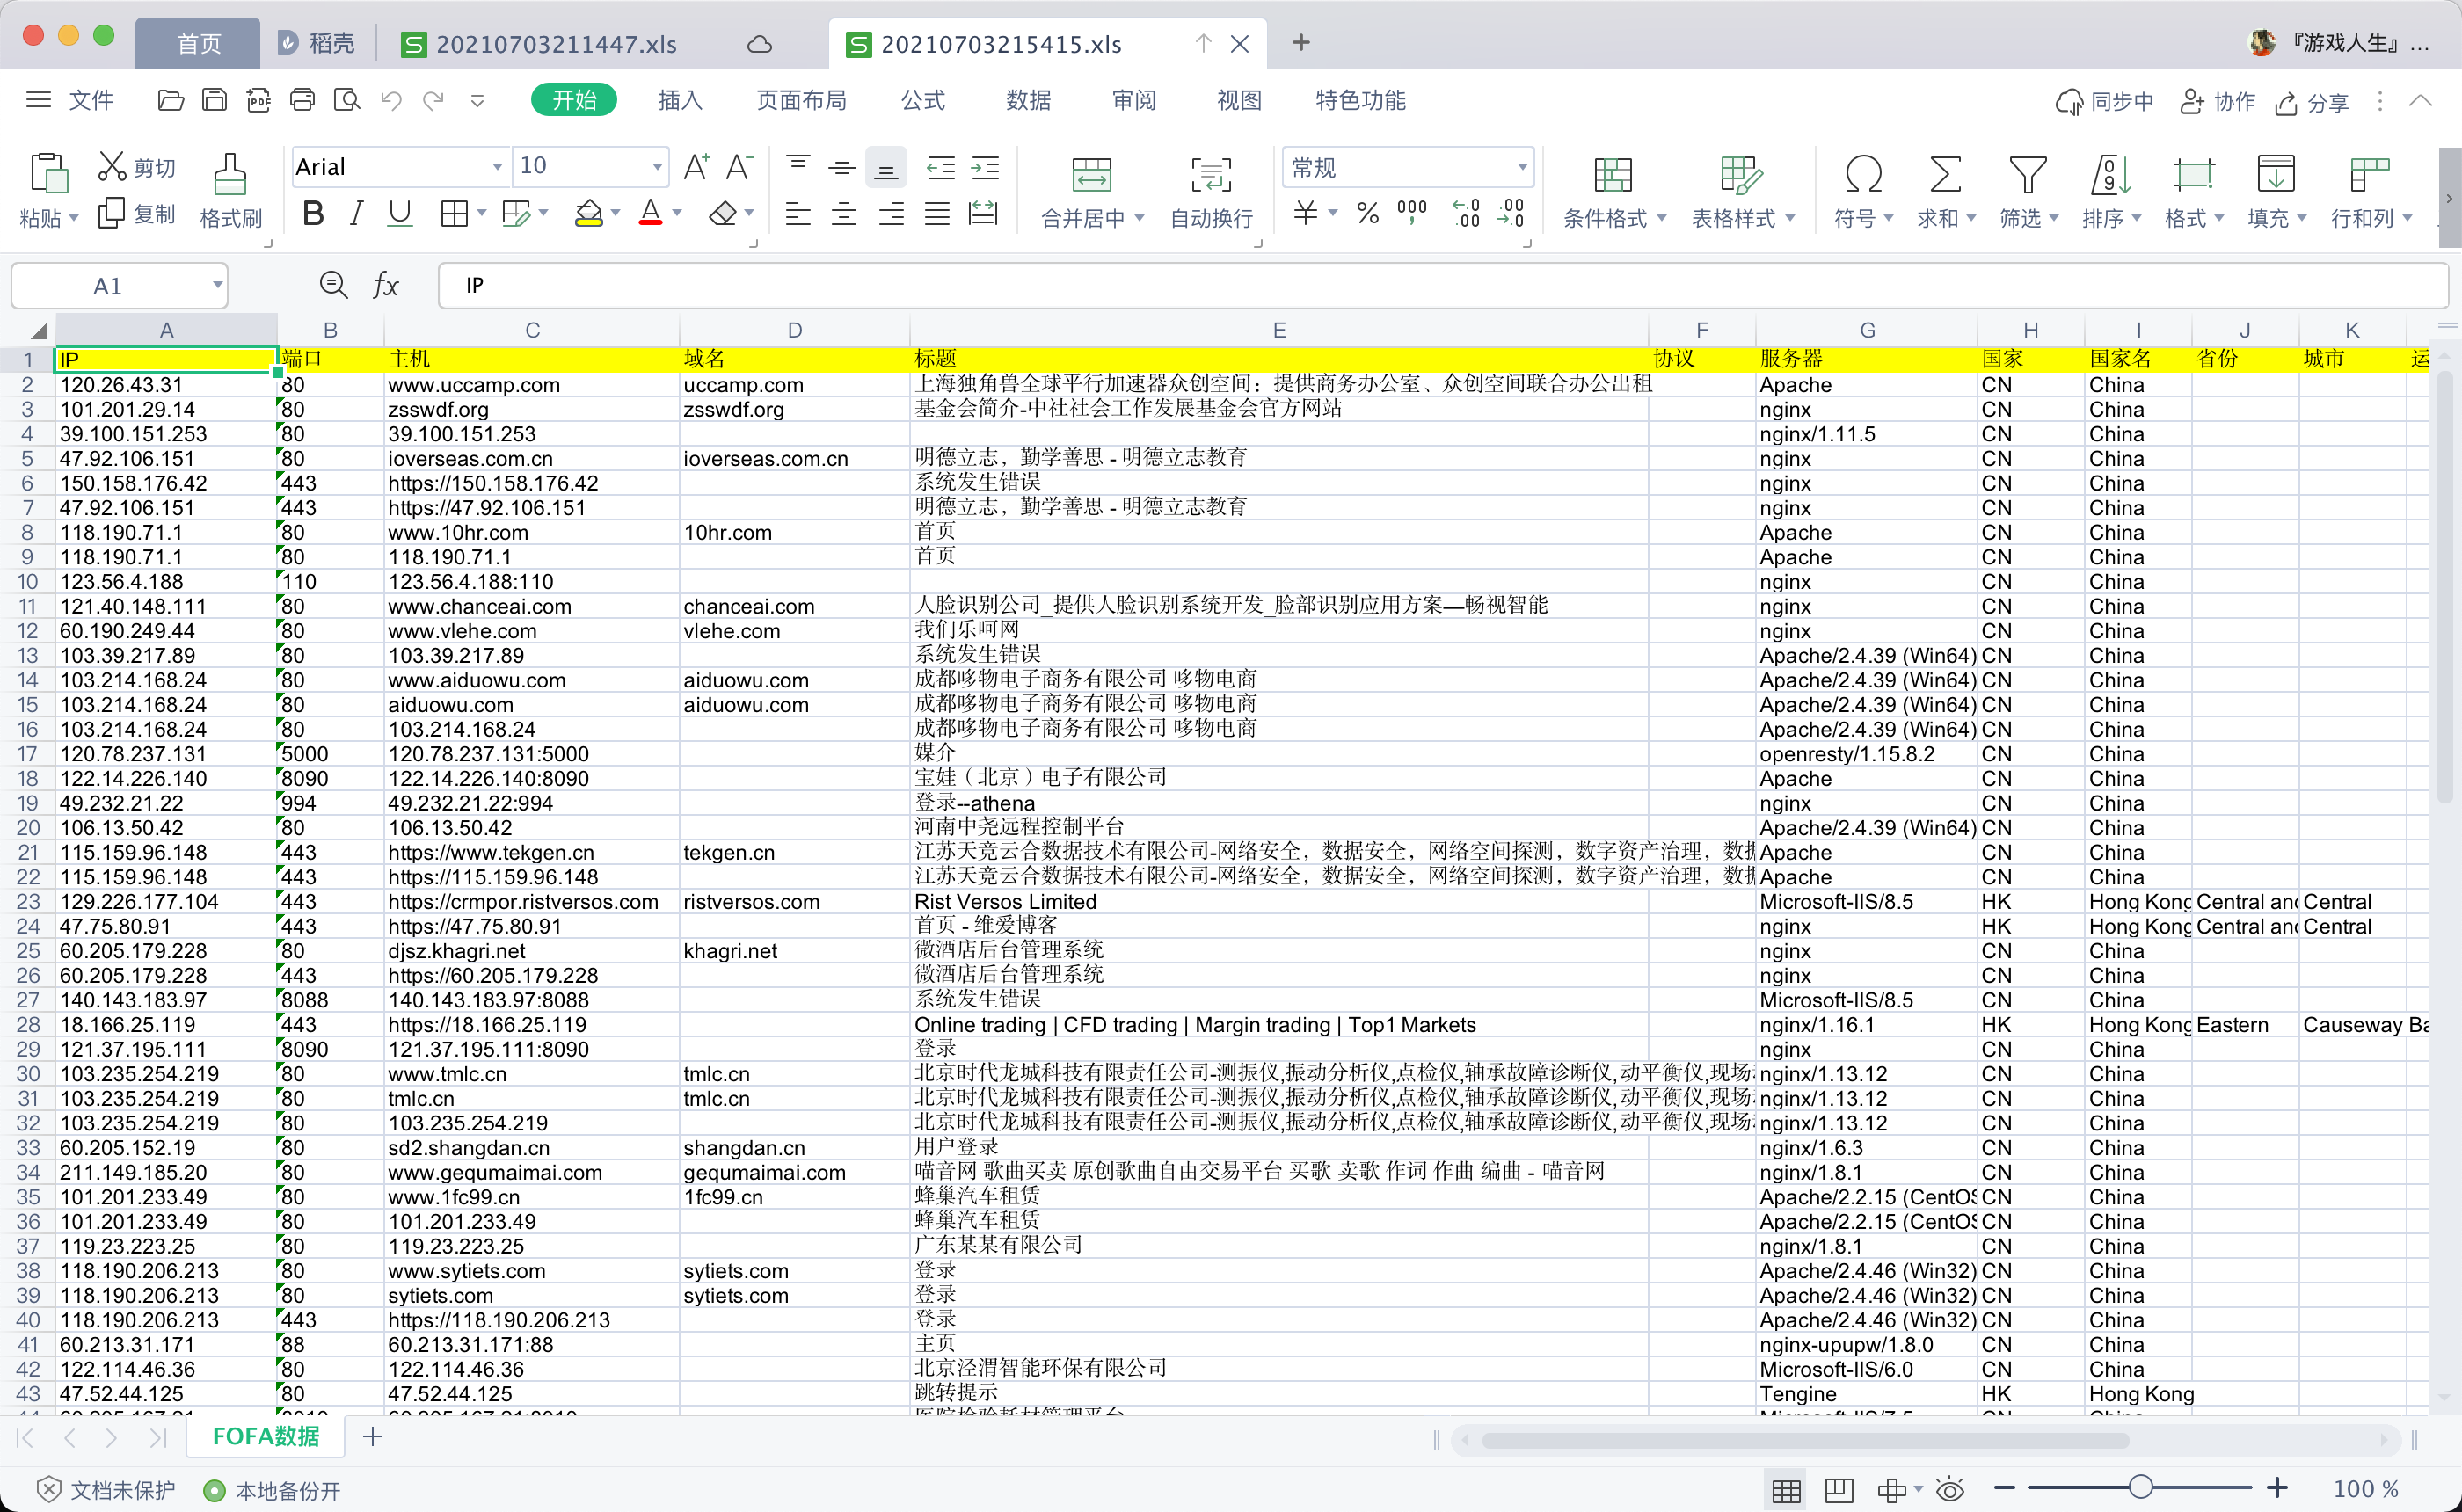 首页 稻壳 20210703211447.xls 20210703215415.xls 『游戏人生』...
文件 开始 插入 页面布局 公式 数据 审阅 视图 特色功能 同步中 协作 分享
粘贴 剪切 复制 格式刷 Arial 10 合并居中 自动换行 常规 条件格式 表格样式 符号 求和 筛选 排序 格式 填充 行和列
A1 IP
A B C D E F G H I J K
1 IP 端口 主机 域名 标题 协议 服务器 国家 国家名 省份 城市 运
2 120.26.43.31 80 www.uccamp.com uccamp.com 上海独角兽全球平行加速器众创空间：提供商务办公室、众创空间联合办公出租 Apache CN China
3 101.201.29.14 80 zsswdf.org zsswdf.org 基金会简介-中社社会工作发展基金会官方网站 nginx CN China
4 39.100.151.253 80 39.100.151.253 nginx/1.11.5 CN China
5 47.92.106.151 80 ioverseas.com.cn ioverseas.com.cn 明德立志，勤学善思 - 明德立志教育 nginx CN China
6 150.158.176.42 443 https://150.158.176.42 系统发生错误 nginx CN China
7 47.92.106.151 443 https://47.92.106.151 明德立志，勤学善思 - 明德立志教育 nginx CN China
8 118.190.71.1 80 www.10hr.com 10hr.com 首页 Apache CN China
9 118.190.71.1 80 118.190.71.1 首页 Apache CN China
10 123.56.4.188 110 123.56.4.188:110 nginx CN China
11 121.40.148.111 80 www.chanceai.com chanceai.com 人脸识别公司_提供人脸识别系统开发_脸部识别应用方案—畅视智能 nginx CN China
12 60.190.249.44 80 www.vlehe.com vlehe.com 我们乐呵网 nginx CN China
13 103.39.217.89 80 103.39.217.89 系统发生错误 Apache/2.4.39 (Win64) CN China
14 103.214.168.24 80 www.aiduowu.com aiduowu.com 成都哆物电子商务有限公司 哆物电商 Apache/2.4.39 (Win64) CN China
15 103.214.168.24 80 aiduowu.com aiduowu.com 成都哆物电子商务有限公司 哆物电商 Apache/2.4.39 (Win64) CN China
16 103.214.168.24 80 103.214.168.24 成都哆物电子商务有限公司 哆物电商 Apache/2.4.39 (Win64) CN China
17 120.78.237.131 5000 120.78.237.131:5000 媒介 openresty/1.15.8.2 CN China
18 122.14.226.140 8090 122.14.226.140:8090 宝娃（北京）电子有限公司 Apache CN China
19 49.232.21.22 994 49.232.21.22:994 登录--athena nginx CN China
20 106.13.50.42 80 106.13.50.42 河南中尧远程控制平台 Apache/2.4.39 (Win64) CN China
21 115.159.96.148 443 https://www.tekgen.cn tekgen.cn 江苏天竞云合数据技术有限公司-网络安全，数据安全，网络空间探测，数字资产治理，数据 Apache CN China
22 115.159.96.148 443 https://115.159.96.148 江苏天竞云合数据技术有限公司-网络安全，数据安全，网络空间探测，数字资产治理，数据 Apache CN China
23 129.226.177.104 443 https://crmpor.ristversos.com ristversos.com Rist Versos Limited Microsoft-IIS/8.5 HK Hong Kong Central and Central
24 47.75.80.91 443 https://47.75.80.91 首页 - 维爱博客 nginx HK Hong Kong Central and Central
25 60.205.179.228 80 djsz.khagri.net khagri.net 微酒店后台管理系统 nginx CN China
26 60.205.179.228 443 https://60.205.179.228 微酒店后台管理系统 nginx CN China
27 140.143.183.97 8088 140.143.183.97:8088 系统发生错误 Microsoft-IIS/8.5 CN China
28 18.166.25.119 443 https://18.166.25.119 Online trading | CFD trading | Margin trading | Top1 Markets nginx/1.16.1 HK Hong Kong Eastern Causeway Ba
29 121.37.195.111 8090 121.37.195.111:8090 登录 nginx CN China
30 103.235.254.219 80 www.tmlc.cn tmlc.cn 北京时代龙城科技有限责任公司-测振仪,振动分析仪,点检仪,轴承故障诊断仪,动平衡仪,现场 nginx/1.13.12 CN China
31 103.235.254.219 80 tmlc.cn tmlc.cn 北京时代龙城科技有限责任公司-测振仪,振动分析仪,点检仪,轴承故障诊断仪,动平衡仪,现场 nginx/1.13.12 CN China
32 103.235.254.219 80 103.235.254.219 北京时代龙城科技有限责任公司-测振仪,振动分析仪,点检仪,轴承故障诊断仪,动平衡仪,现场 nginx/1.13.12 CN China
33 60.205.152.19 80 sd2.shangdan.cn shangdan.cn 用户登录 nginx/1.6.3 CN China
34 211.149.185.20 80 www.gequmaimai.com gequmaimai.com 喵音网 歌曲买卖 原创歌曲自由交易平台 买歌 卖歌 作词 作曲 编曲 - 喵音网 nginx/1.8.1 CN China
35 101.201.233.49 80 www.1fc99.cn 1fc99.cn 蜂巢汽车租赁 Apache/2.2.15 (CentOS CN China
36 101.201.233.49 80 101.201.233.49 蜂巢汽车租赁 Apache/2.2.15 (CentOS CN China
37 119.23.223.25 80 119.23.223.25 广东某某有限公司 nginx/1.8.1 CN China
38 118.190.206.213 80 www.sytiets.com sytiets.com 登录 Apache/2.4.46 (Win32) CN China
39 118.190.206.213 80 sytiets.com sytiets.com 登录 Apache/2.4.46 (Win32) CN China
40 118.190.206.213 443 https://118.190.206.213 登录 Apache/2.4.46 (Win32) CN China
41 60.213.31.171 88 60.213.31.171:88 主页 nginx-upupw/1.8.0 CN China
42 122.114.46.36 80 122.114.46.36 北京泾渭智能环保有限公司 Microsoft-IIS/6.0 CN China
43 47.52.44.125 80 47.52.44.125 跳转提示 Tengine HK Hong Kong
FOFA数据
文档未保护 本地备份开 100 %